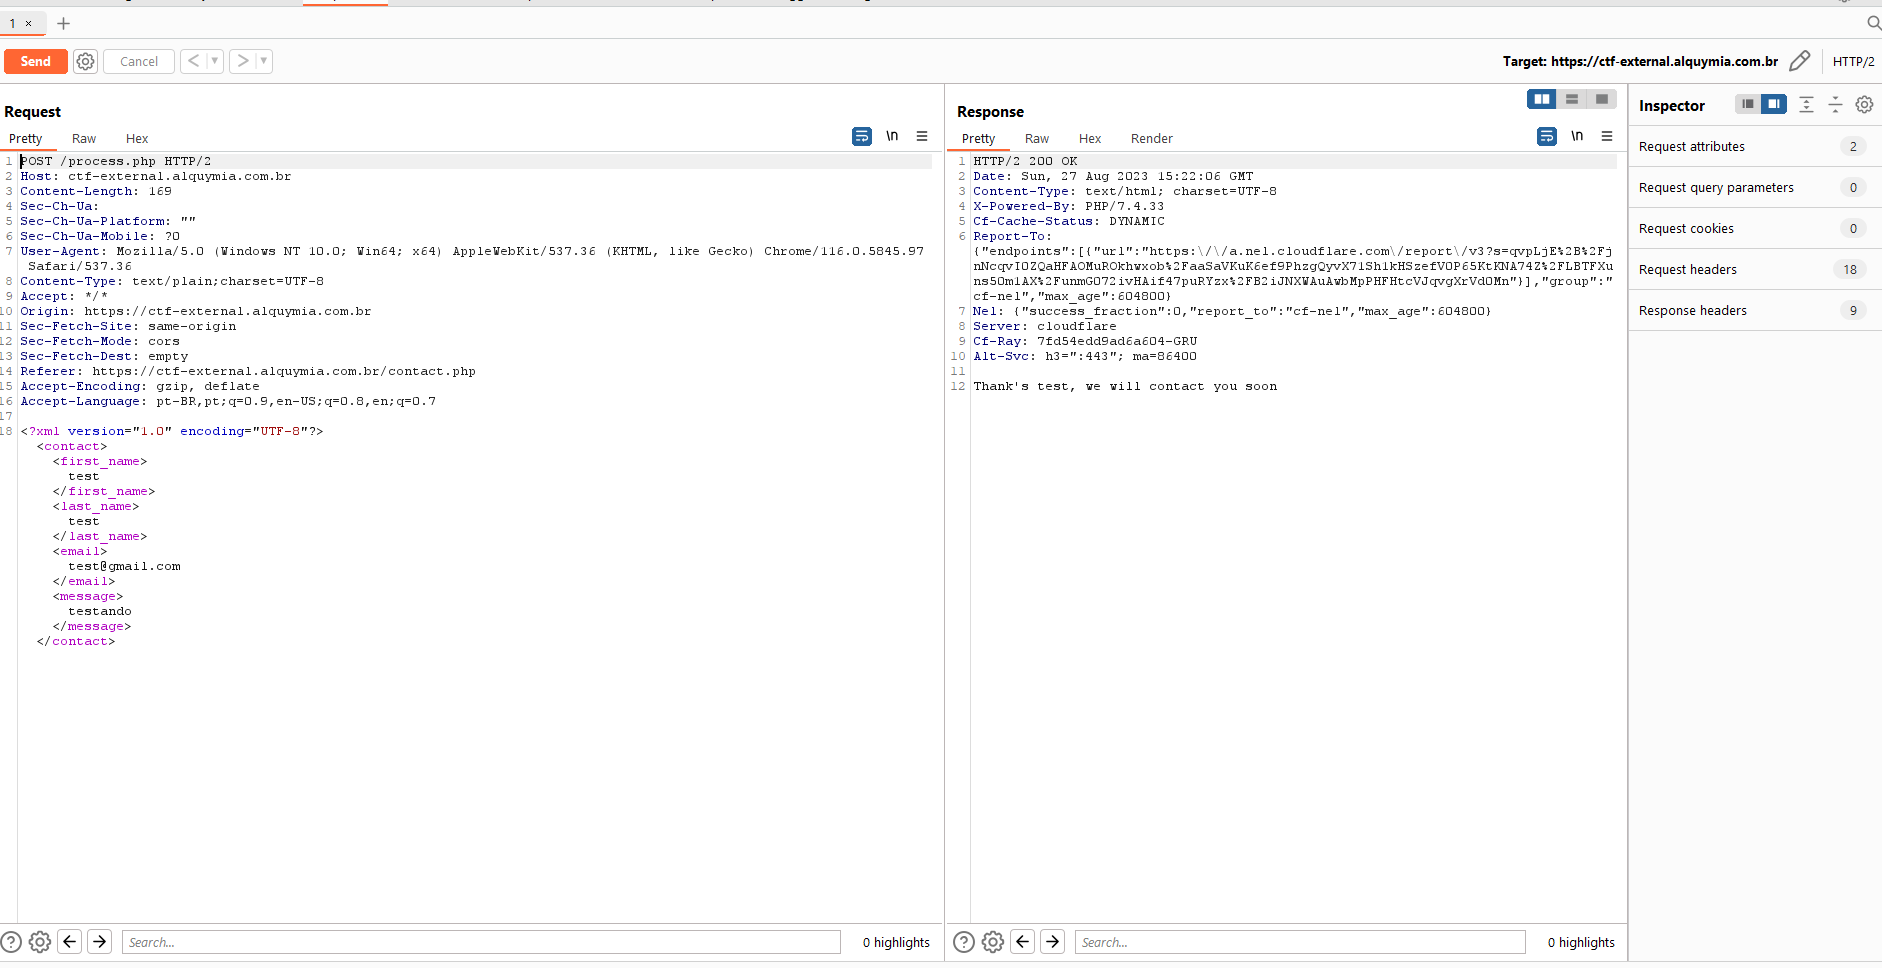 1 ×
Send
Cancel
Target: https://ctf-external.alquymia.com.br
HTTP/2
Request
Pretty Raw Hex
\n
1 POST /process.php HTTP/2
2 Host: ctf-external.alquymia.com.br
3 Content-Length: 169
4 Sec-Ch-Ua:
5 Sec-Ch-Ua-Platform: ""
6 Sec-Ch-Ua-Mobile: ?0
7 User-Agent: Mozilla/5.0 (Windows NT 10.0; Win64; x64) AppleWebKit/537.36 (KHTML, like Gecko) Chrome/116.0.5845.97
Safari/537.36
8 Content-Type: text/plain;charset=UTF-8
9 Accept: */*
10 Origin: https://ctf-external.alquymia.com.br
11 Sec-Fetch-Site: same-origin
12 Sec-Fetch-Mode: cors
13 Sec-Fetch-Dest: empty
14 Referer: https://ctf-external.alquymia.com.br/contact.php
15 Accept-Encoding: gzip, deflate
16 Accept-Language: pt-BR,pt;q=0.9,en-US;q=0.8,en;q=0.7
17
18 <?xml version="1.0" encoding="UTF-8"?>
<contact>
<first_name>
test
</first_name>
<last_name>
test
</last_name>
<email>
test@gmail.com
</email>
<message>
testando
</message>
</contact>
Search...
0 highlights
Response
Pretty Raw Hex Render
\n
1 HTTP/2 200 OK
2 Date: Sun, 27 Aug 2023 15:22:06 GMT
3 Content-Type: text/html; charset=UTF-8
4 X-Powered-By: PHP/7.4.33
5 Cf-Cache-Status: DYNAMIC
6 Report-To:
{"endpoints":[{"url":"https:\/\/a.nel.cloudflare.com\/report\/v3?s=qvpLjE%2B%2Fj
nNcqvI0ZQaHFAOMuROkhwxob%2FaaSaVKuK6ef9PhzgQyvX71Sh1kHSzefV0P65KtKNA74Z%2FLBTFXu
ns50m1AX%2FunmG072ivHAif47puRYzx%2FB2iJNXWAuAwbMpPHFHtcVJqvgXrVdOMn"}],"group":"
cf-nel","max_age":604800}
7 Nel: {"success_fraction":0,"report_to":"cf-nel","max_age":604800}
8 Server: cloudflare
9 Cf-Ray: 7fd54edd9ad6a604-GRU
10 Alt-Svc: h3=":443"; ma=86400
11
12 Thank's test, we will contact you soon
Search...
0 highlights
Inspector
Request attributes 2
Request query parameters 0
Request cookies 0
Request headers 18
Response headers 9